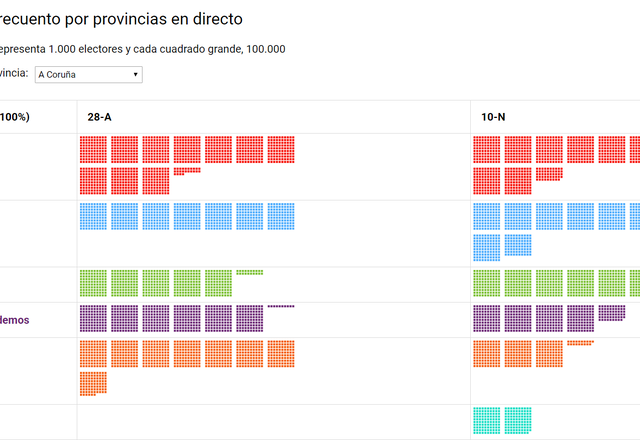 recuento por provincias en directo
epresenta 1.000 electores y cada cuadrado grande, 100.000
vincia: A Coruña
100%) 28-A 10-N
demos